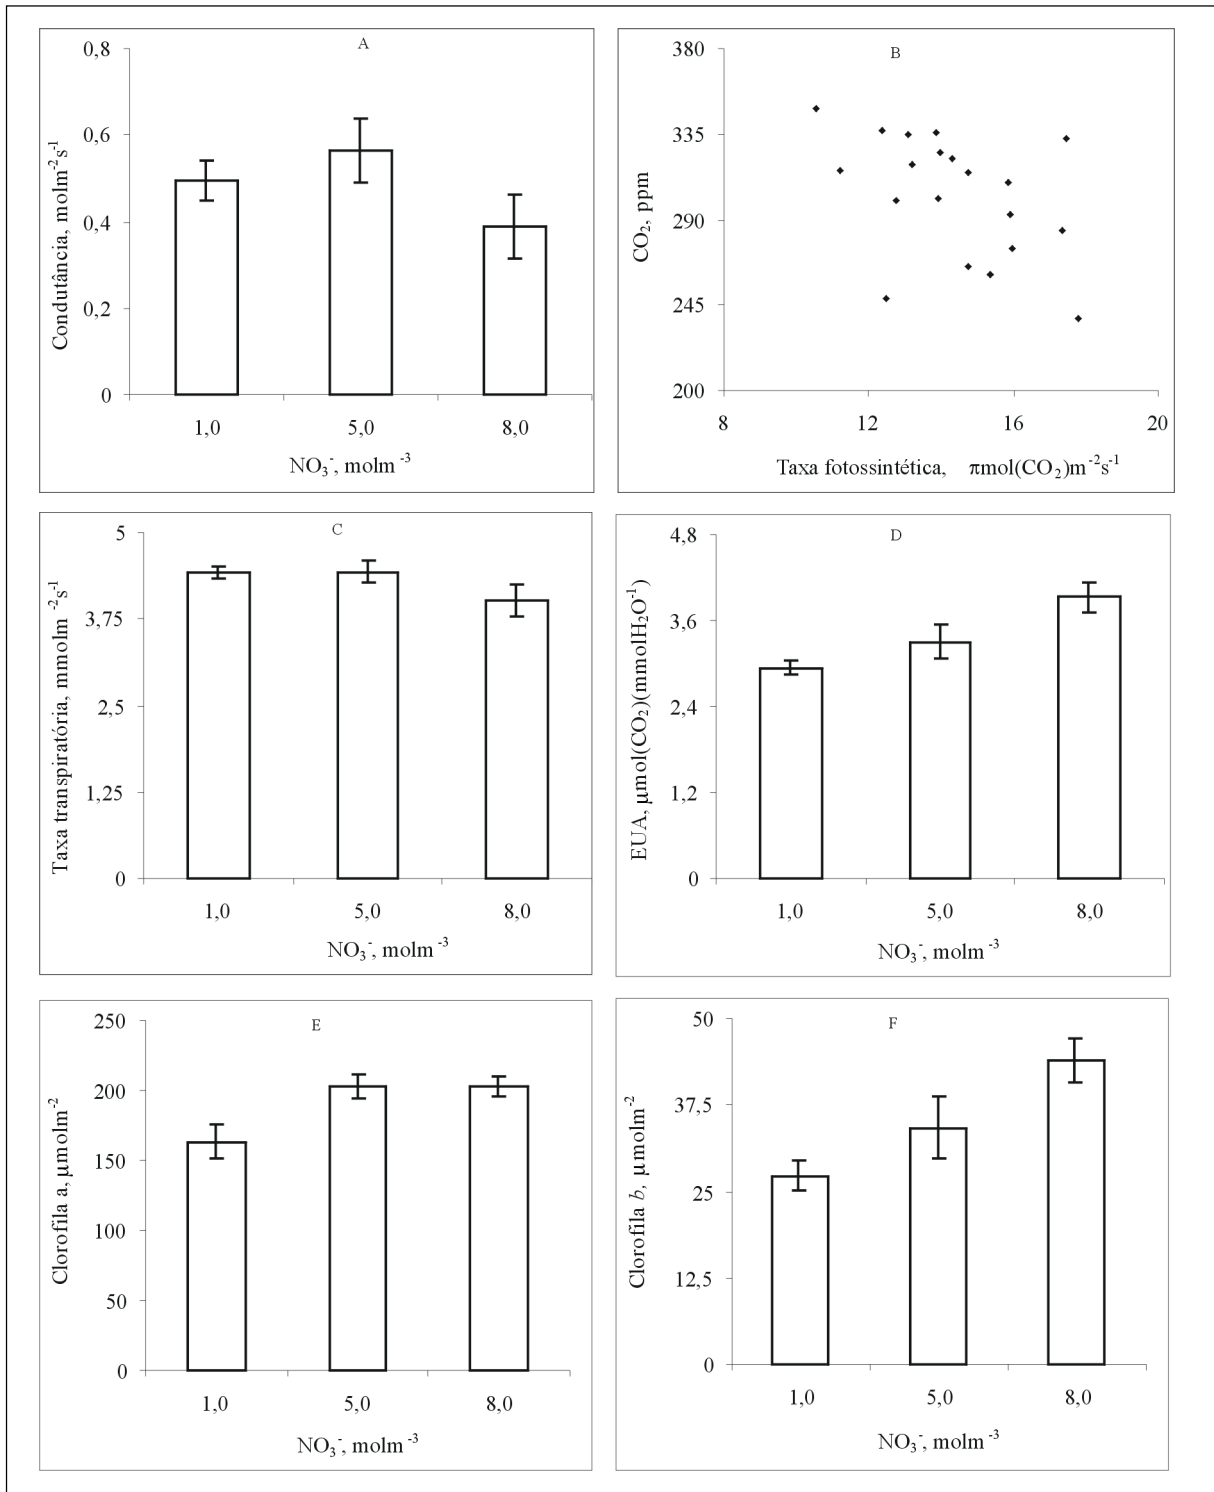 A
0,8
0,6
0,4
0,2
0
Condutância, molm⁻²s⁻¹
1,0 5,0 8,0
NO₃⁻, molm⁻³
B
380
335
290
245
200
CO₂, ppm
8 12 16 20
Taxa fotossintética, πmol(CO₂)m⁻²s⁻¹
C
5
3,75
2,5
1,25
0
Taxa transpiratória, mmolm⁻²s⁻¹
1,0 5,0 8,0
NO₃⁻, molm⁻³
D
4,8
3,6
2,4
1,2
0
EUA, μmol(CO₂)(mmolH₂O⁻¹)
1,0 5,0 8,0
NO₃⁻, molm⁻³
E
250
200
150
100
50
0
Clorofila a, μmolm⁻²
1,0 5,0 8,0
NO₃⁻, molm⁻³
F
50
37,5
25
12,5
0
Clorofila b, μmolm⁻²
1,0 5,0 8,0
NO₃⁻, molm⁻³